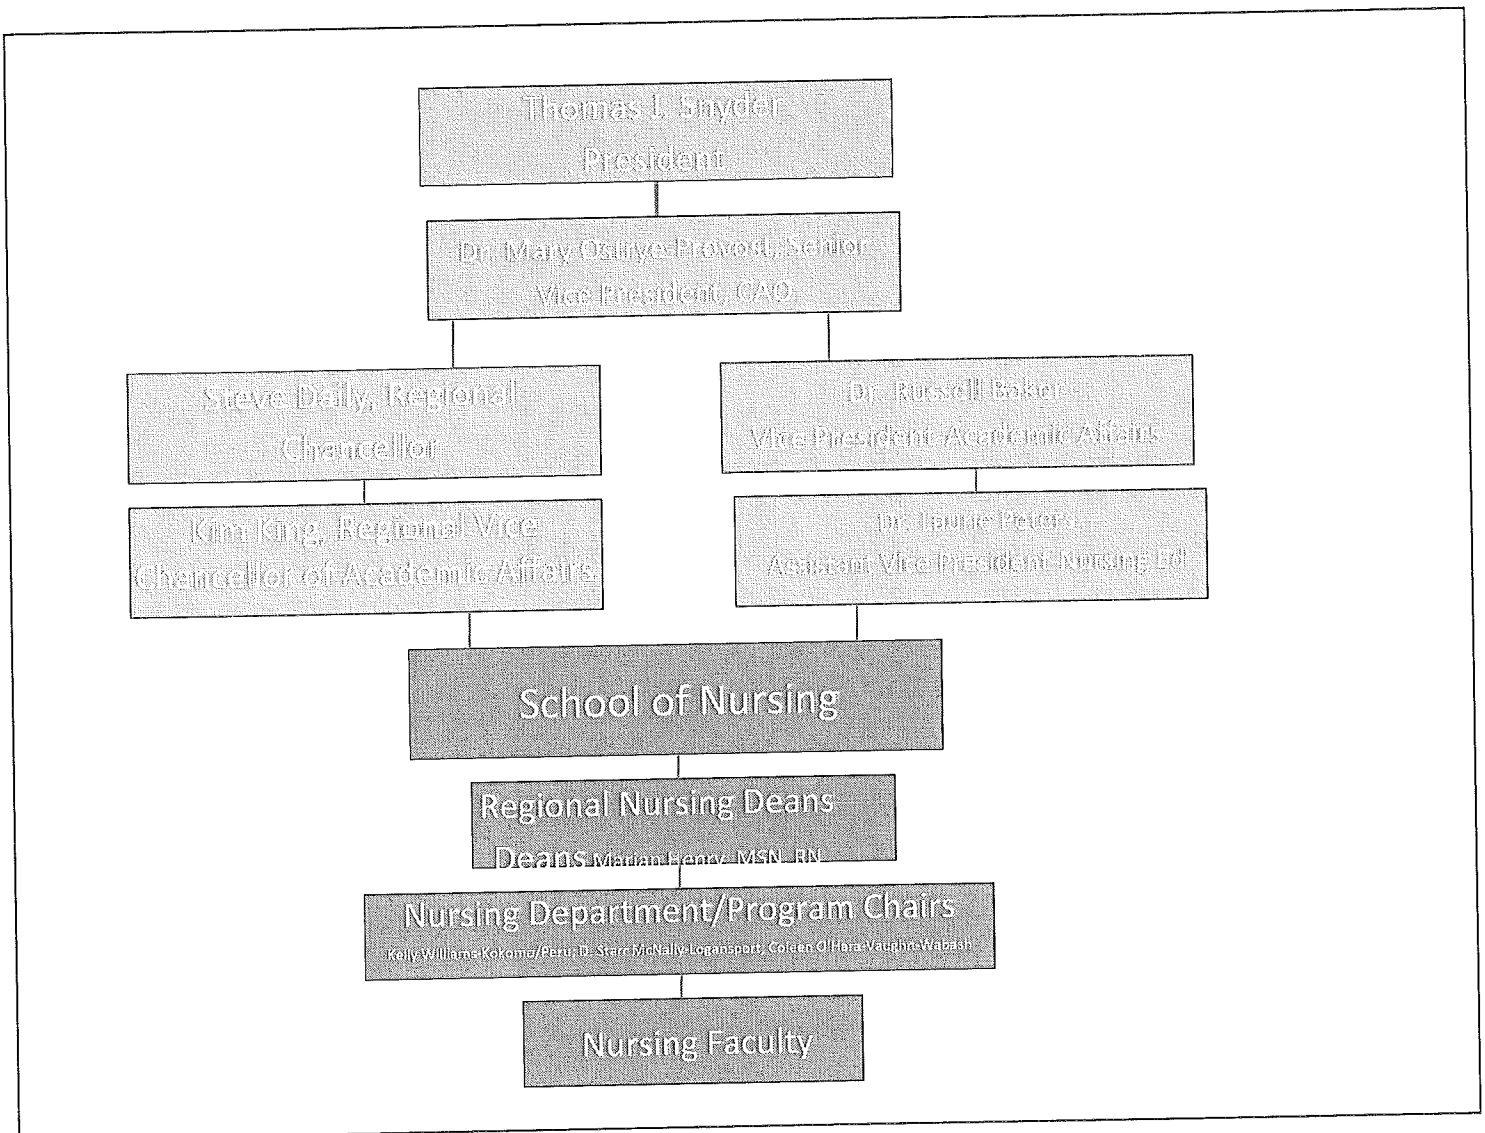 Thomas J. Snyder
President
Dr. Mary Ostrye-Provost, Senior
Vice President, CAO
Steve Daily, Regional
Chancellor
Dr. Russell Baker -
Vice President-Academic Affairs
Kim King, Regional Vice
Chancellor of Academic Affairs
Dr. Laurie Peters
Assistant Vice President-Nursing Ed
School of Nursing
Regional Nursing Deans
Deans Marian Henry, MSN, RN
Nursing Department/Program Chairs
Kelly Williams-Kokomo/Peru, D. Starr McNally-Logansport, Coleen O'Hara-Vaughn-Wabash
Nursing Faculty